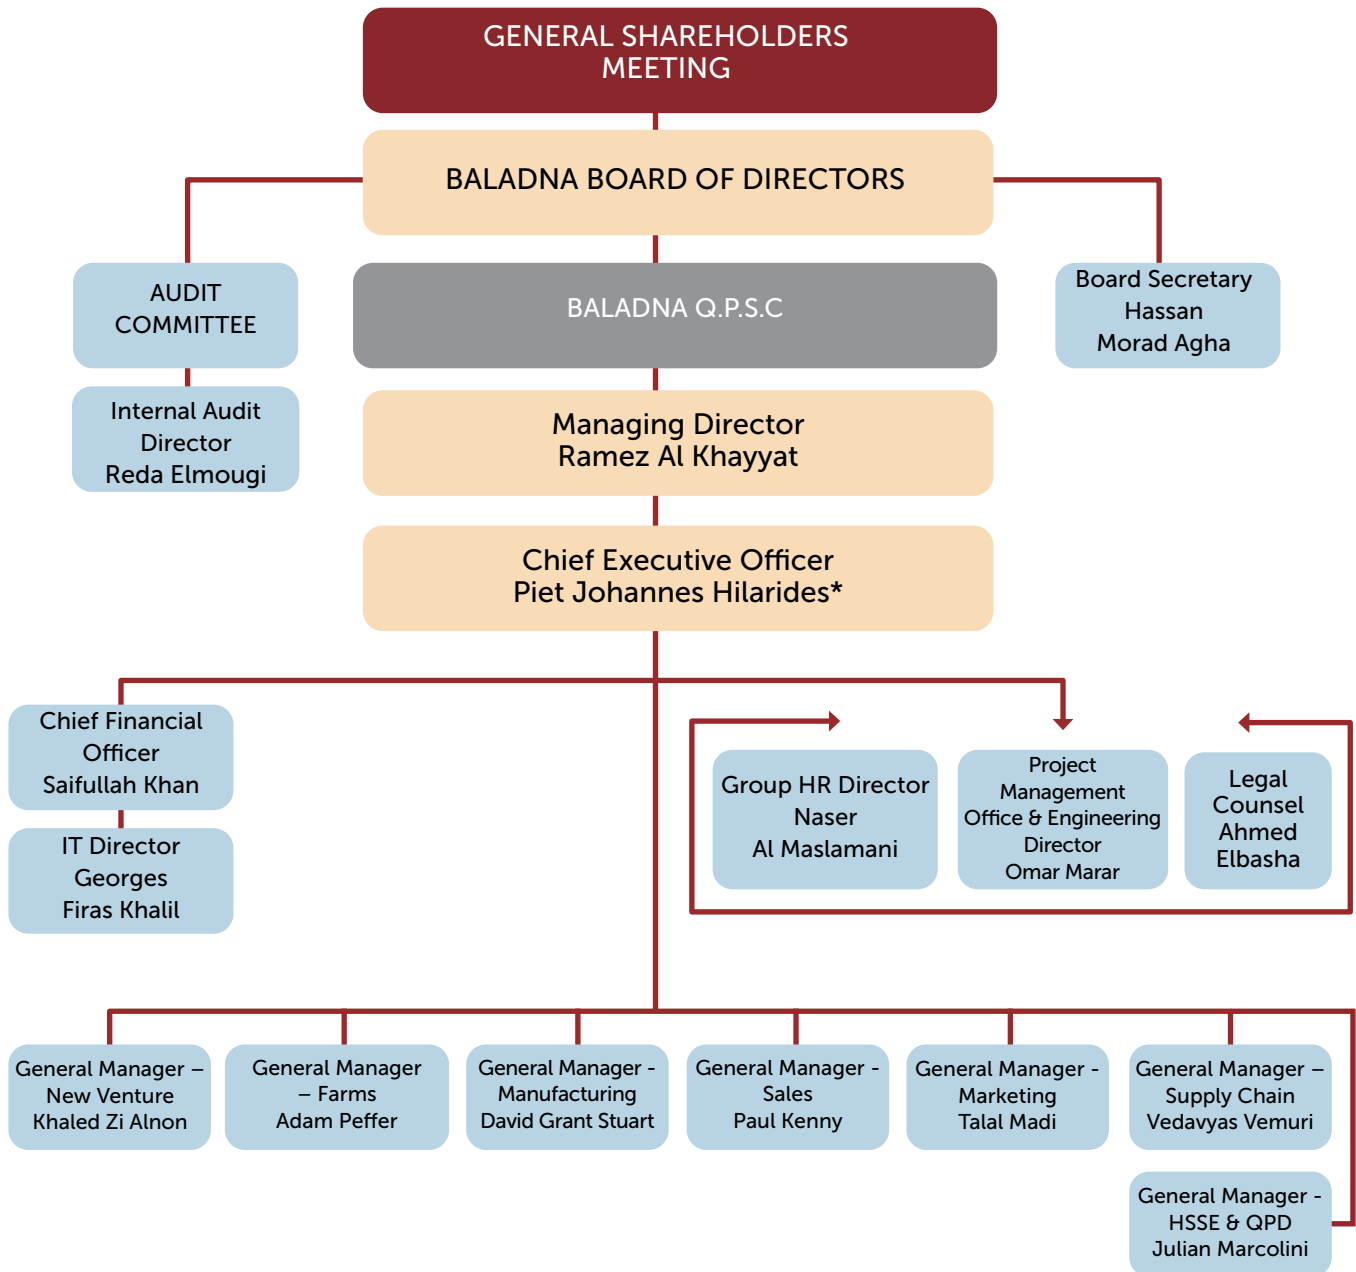 GENERAL SHAREHOLDERS
MEETING
BALADNA BOARD OF DIRECTORS
AUDIT
COMMITTEE
BALADNA Q.P.S.C
Board Secretary
Hassan
Morad Agha
Internal Audit
Director
Reda Elmougi
Managing Director
Ramez Al Khayyat
Chief Executive Officer
Piet Johannes Hilarides*
Chief Financial
Officer
Saifullah Khan
IT Director
Georges
Firas Khalil
Group HR Director
Naser
Al Maslamani
Project
Management
Office & Engineering
Director
Omar Marar
Legal
Counsel
Ahmed
Elbasha
General Manager –
New Venture
Khaled Zi Alnon
General Manager
– Farms
Adam Peffer
General Manager -
Manufacturing
David Grant Stuart
General Manager -
Sales
Paul Kenny
General Manager -
Marketing
Talal Madi
General Manager –
Supply Chain
Vedavyas Vemuri
General Manager -
HSSE & QPD
Julian Marcolini